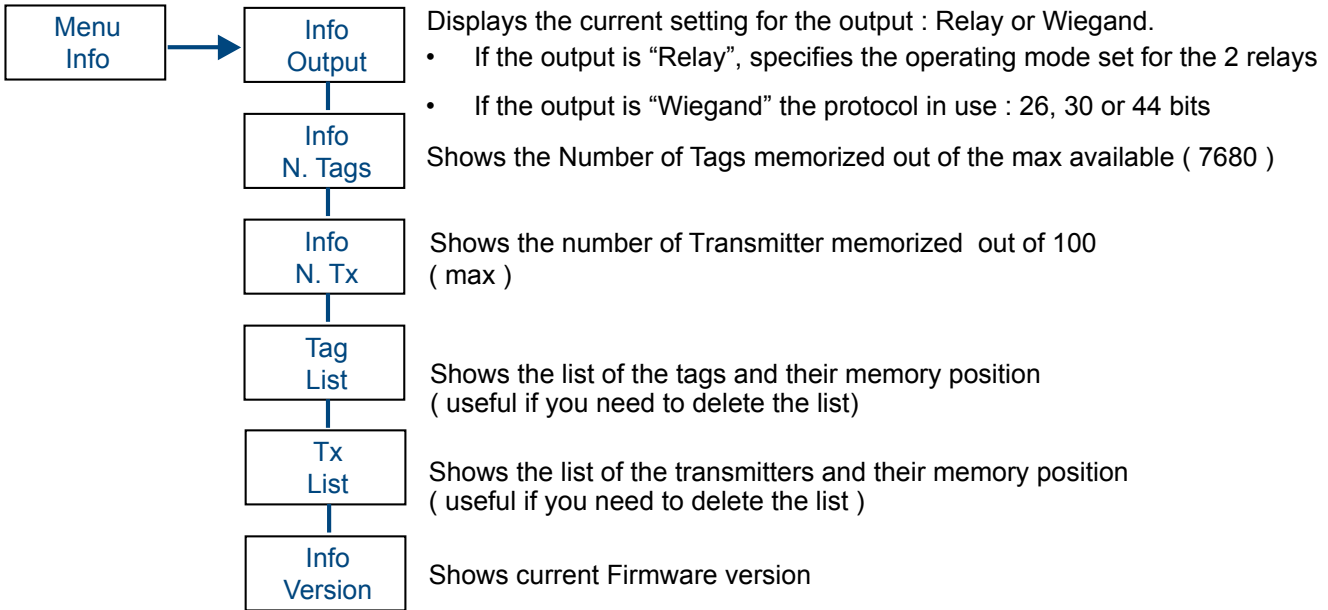 Menu
Info
Info
Output
Displays the current setting for the output : Relay or Wiegand.
• If the output is “Relay”, specifies the operating mode set for the 2 relays
• If the output is “Wiegand” the protocol in use : 26, 30 or 44 bits
Info
N. Tags
Shows the Number of Tags memorized out of the max available ( 7680 )
Info
N. Tx
Shows the number of Transmitter memorized out of 100
( max )
Tag
List
Shows the list of the tags and their memory position
( useful if you need to delete the list)
Tx
List
Shows the list of the transmitters and their memory position
( useful if you need to delete the list )
Info
Version
Shows current Firmware version